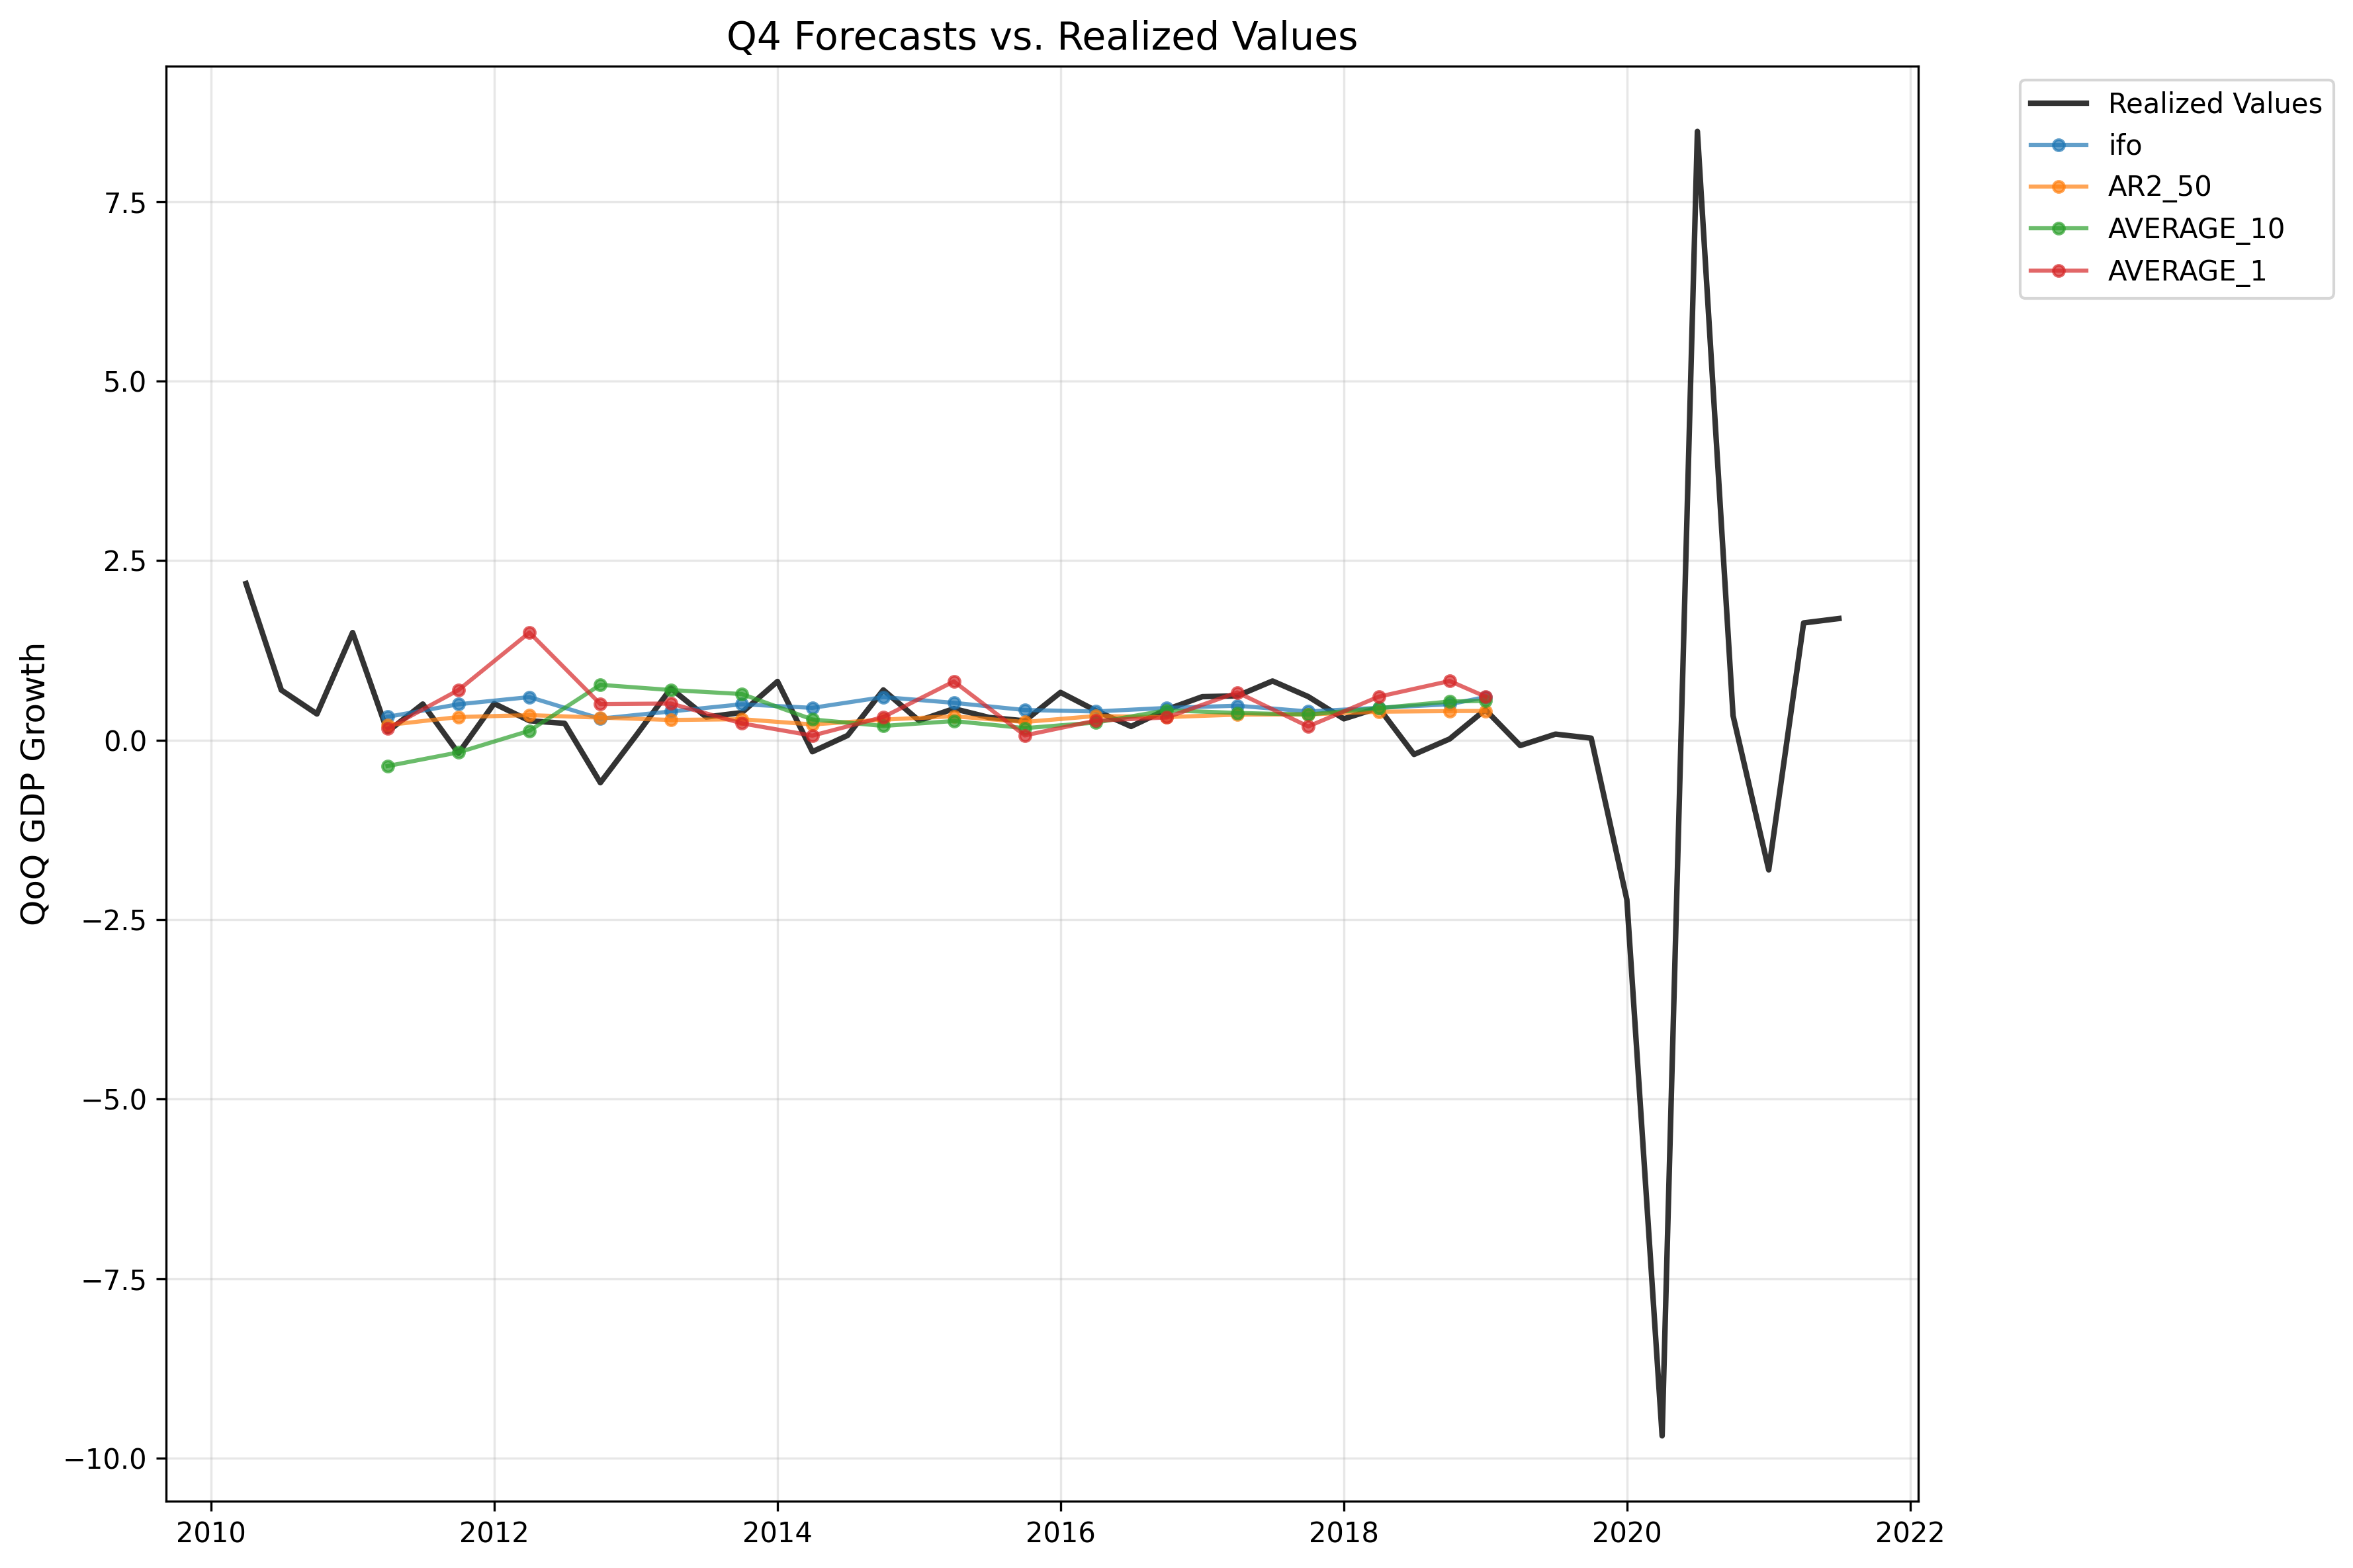 Q4 Forecasts vs. Realized Values
Realized Values
ifo
AR2_50
AVERAGE_10
AVERAGE_1
QoQ GDP Growth
7.5
5.0
2.5
0.0
−2.5
−5.0
−7.5
−10.0
2010 2012 2014 2016 2018 2020 2022